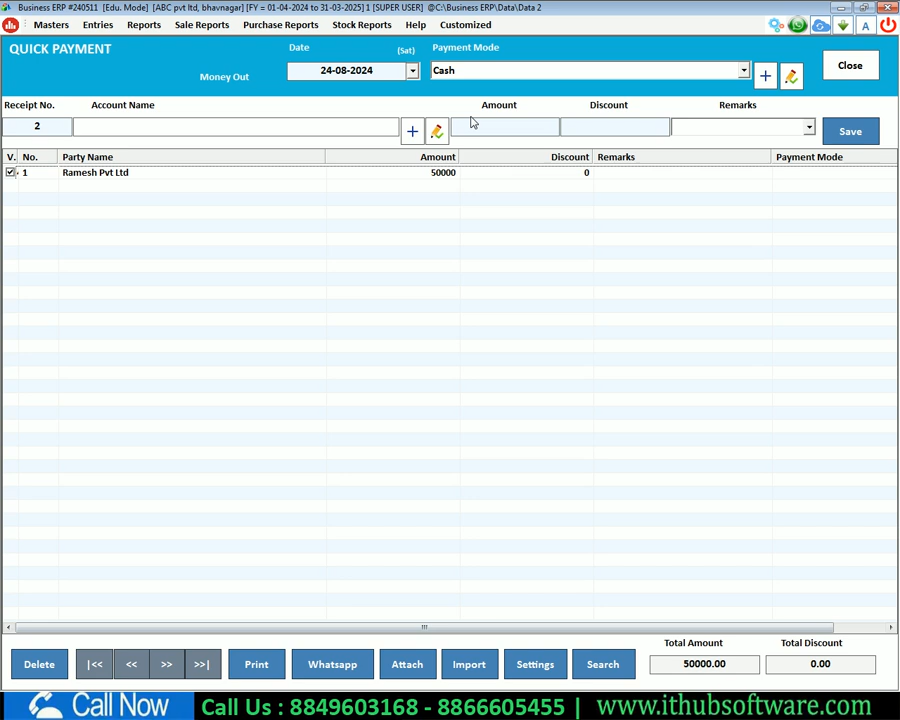 Business ERP #240511 [Edu. Mode] [ABC pvt ltd, bhavnagar] [FY = 01-04-2024 to 31-03-2025] 1 [SUPER USER] @C:\Business ERP\Data\Data 2
Masters Entries Reports Sale Reports Purchase Reports Stock Reports Help Customized A
QUICK PAYMENT
Date (Sat) Payment Mode
Money Out 24-08-2024 Cash Close
Receipt No. Account Name Amount Discount Remarks
2 Save
V. No. Party Name Amount Discount Remarks Payment Mode
1 Ramesh Pvt Ltd 50000 0
Total Amount Total Discount
Delete |<< << >> >>| Print Whatsapp Attach Import Settings Search 50000.00 0.00
Call Now Call Us : 8849603168 - 8866605455 | www.ithubsoftware.com